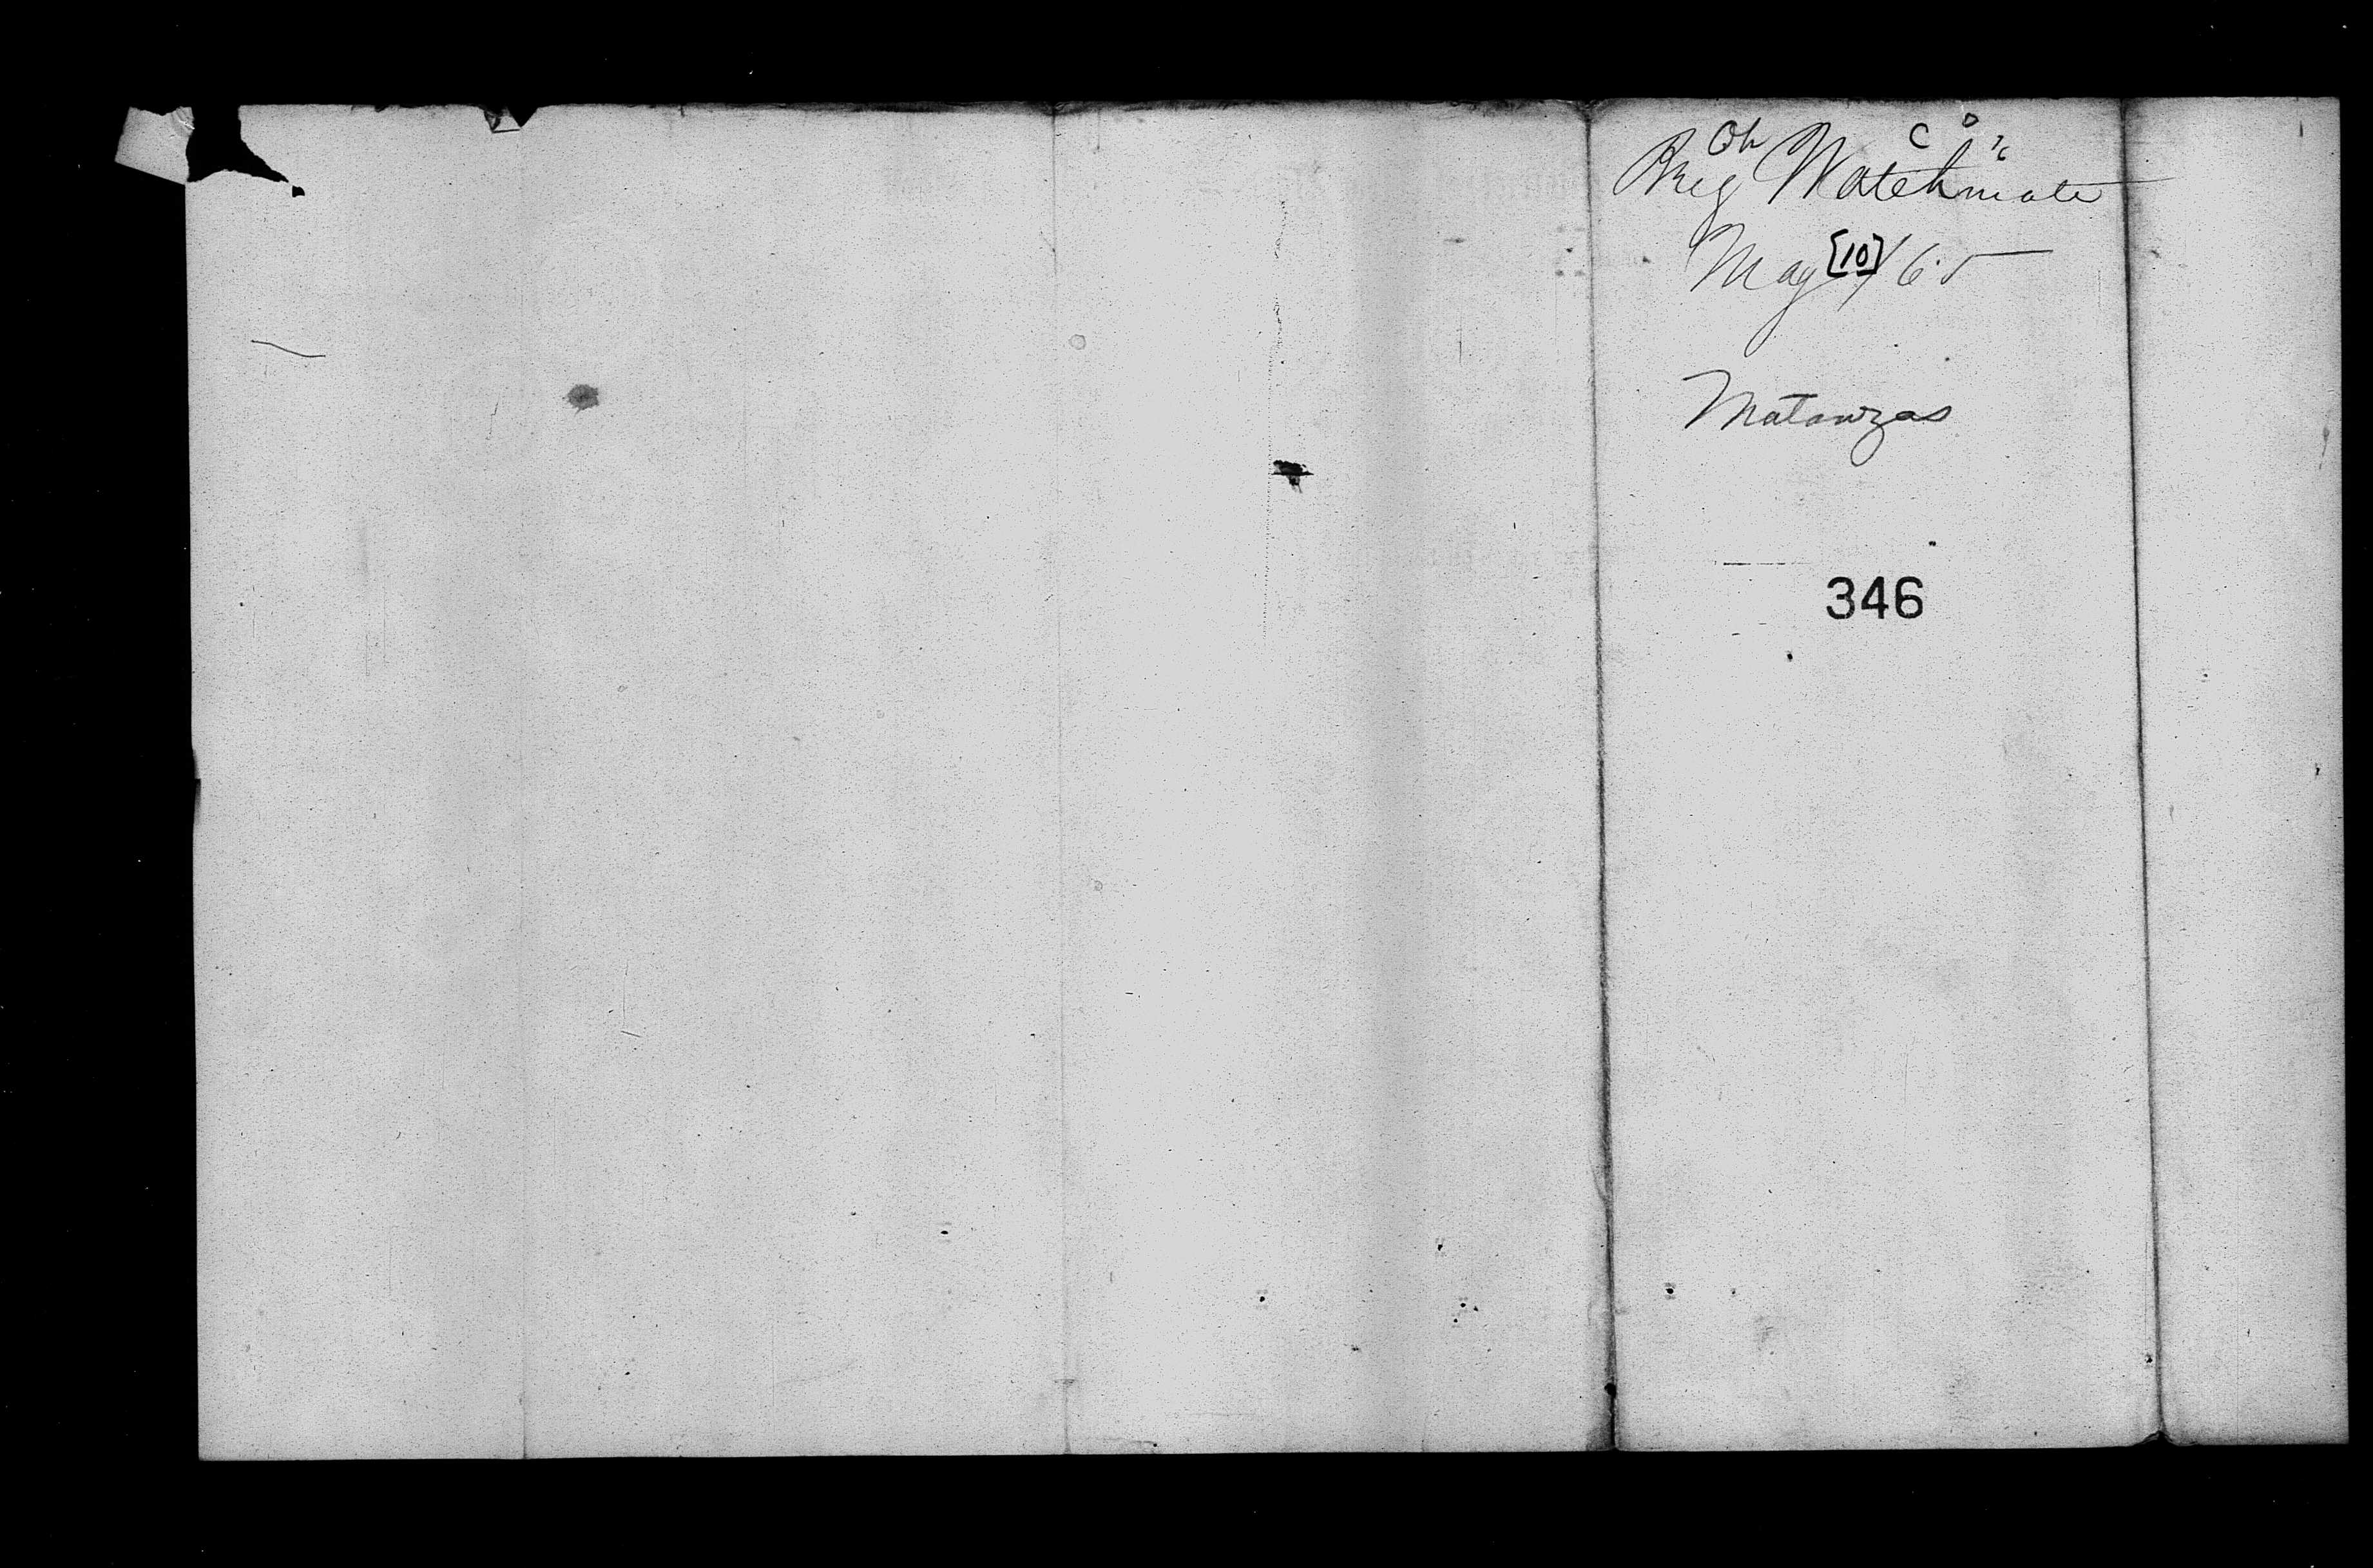 Brig Watchmate
May [10] /65
Matanzas
346